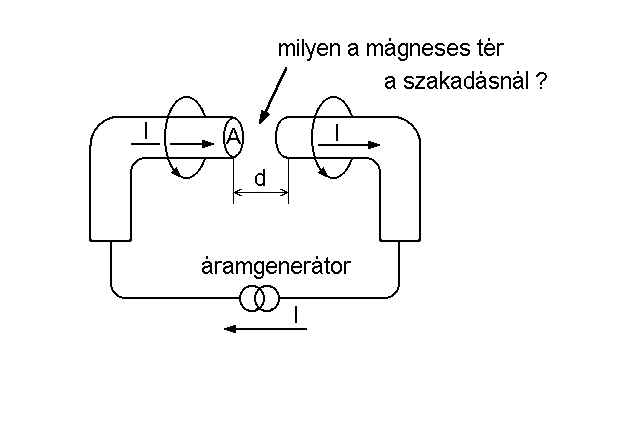 milyen a mágneses tér
a szakadásnál ?
I
A
I
d
áramgenerátor
I